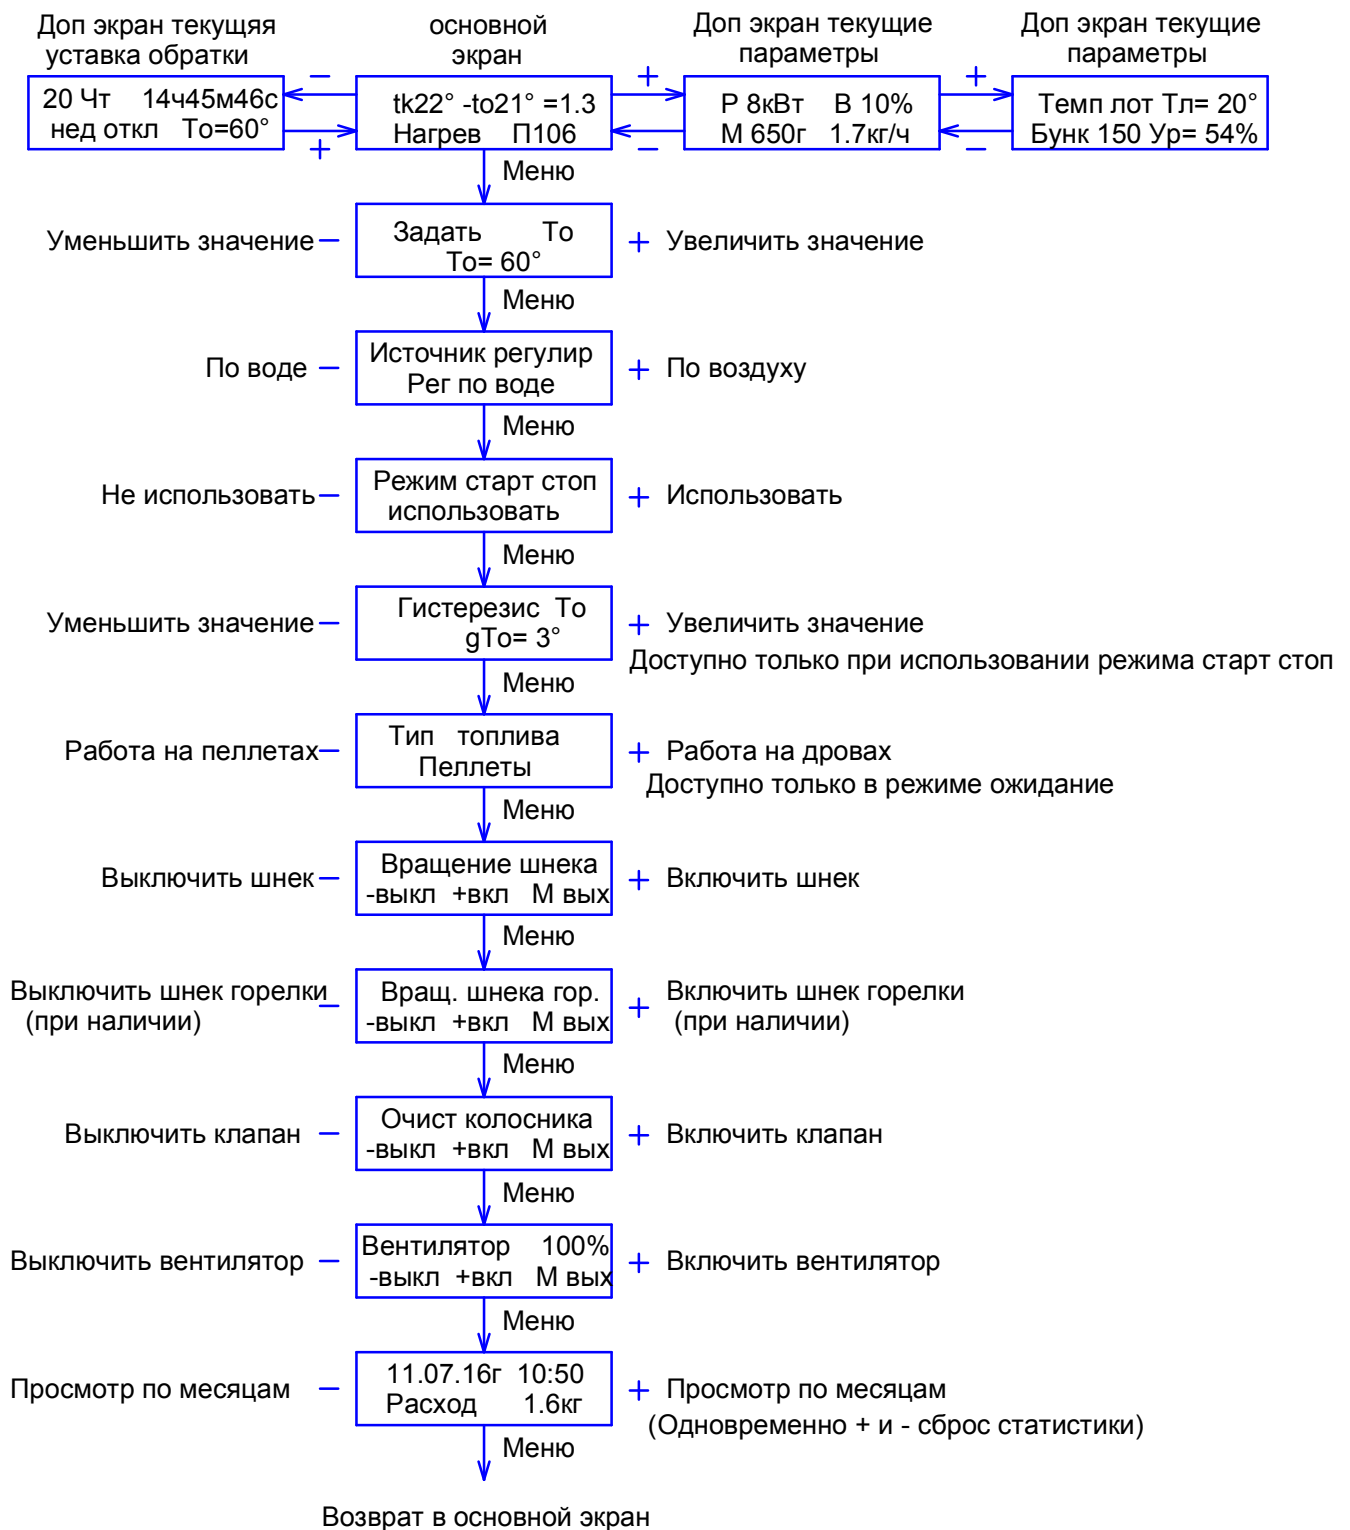 Доп экран текущяя
уставка обратки
основной
экран
Доп экран текущие
параметры
Доп экран текущие
параметры
–
+
+
20 Чт 14ч45м46с
нед откл То=60°
tk22° -to21° =1.3
Нагрев П106
Р 8кВт В 10%
М 650г 1.7кг/ч
Темп лот Тл= 20°
Бунк 150 Ур= 54%
+
–
–
Меню
Уменьшить значение –
Задать То
То= 60°
+ Увеличить значение
Меню
По воде –
Источник регулир
Рег по воде
+ По воздуху
Меню
Не использовать –
Режим старт стоп
использовать
+ Использовать
Меню
Уменьшить значение –
Гистерезис То
gТо= 3°
+ Увеличить значение
Доступно только при использовании режима старт стоп
Меню
Работа на пеллетах –
Тип топлива
Пеллеты
+ Работа на дровах
Доступно только в режиме ожидание
Меню
Выключить шнек –
Вращение шнека
-выкл +вкл М вых
+ Включить шнек
Меню
Выключить шнек горелки –
(при наличии)
Вращ. шнека гор.
-выкл +вкл М вых
+ Включить шнек горелки
(при наличии)
Меню
Выключить клапан –
Очист колосника
-выкл +вкл М вых
+ Включить клапан
Меню
Выключить вентилятор –
Вентилятор 100%
-выкл +вкл М вых
+ Включить вентилятор
Меню
Просмотр по месяцам –
11.07.16г 10:50
Расход 1.6кг
+ Просмотр по месяцам
(Одновременно + и - сброс статистики)
Меню
Возврат в основной экран